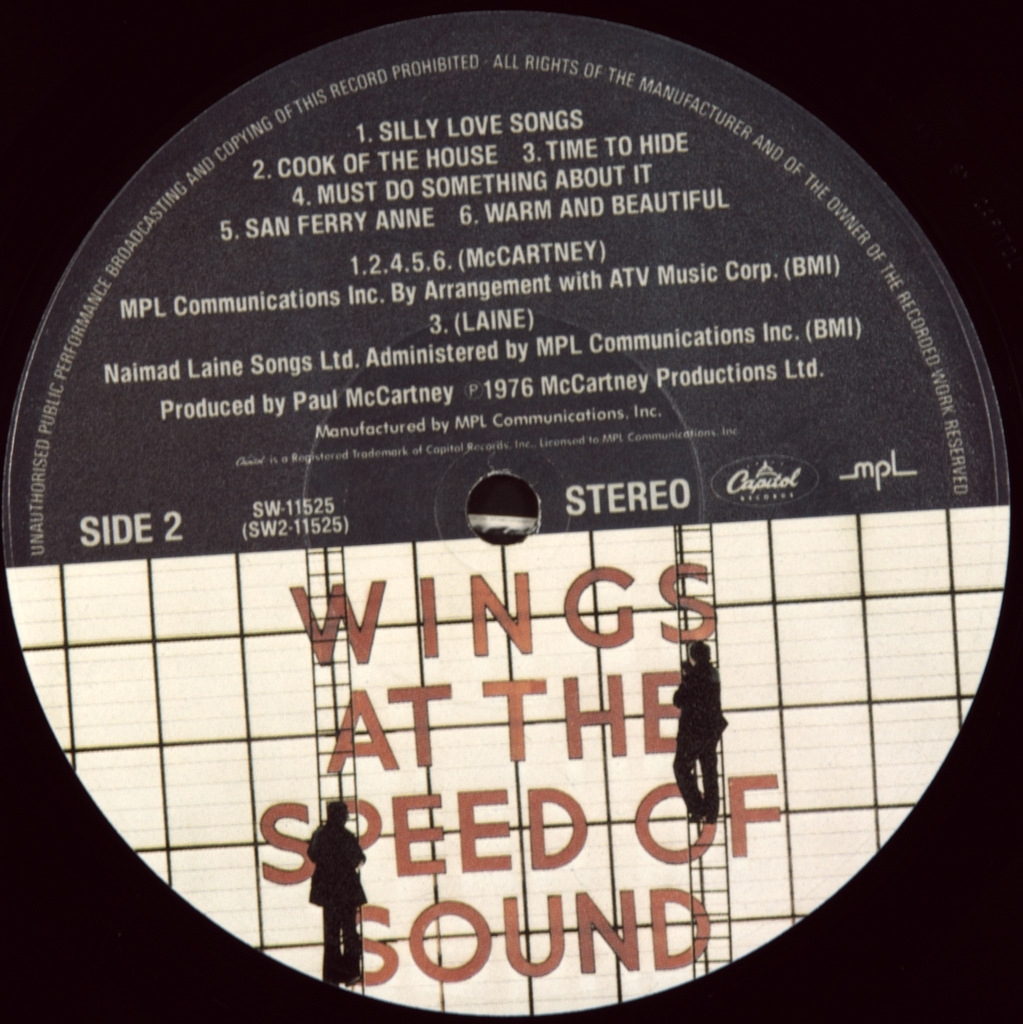 UNAUTHORISED PUBLIC PERFORMANCE BROADCASTING AND COPYING OF THIS RECORD PROHIBITED · ALL RIGHTS OF THE MANUFACTURER AND OF THE OWNER OF THE RECORDED WORK RESERVED
1. SILLY LOVE SONGS
2. COOK OF THE HOUSE 3. TIME TO HIDE
4. MUST DO SOMETHING ABOUT IT
5. SAN FERRY ANNE 6. WARM AND BEAUTIFUL
1.2.4.5.6. (McCARTNEY)
MPL Communications Inc. By Arrangement with ATV Music Corp. (BMI)
3. (LAINE)
Naimad Laine Songs Ltd. Administered by MPL Communications Inc. (BMI)
Produced by Paul McCartney ℗ 1976 McCartney Productions Ltd.
Manufactured by MPL Communications, Inc.
Capitol is a Registered Trademark of Capitol Records, Inc., Licensed to MPL Communications, Inc
SIDE 2
SW-11525
(SW2-11525)
STEREO
Capitol
RECORDS
mpl
WINGS
AT THE
SPEED OF
SOUND